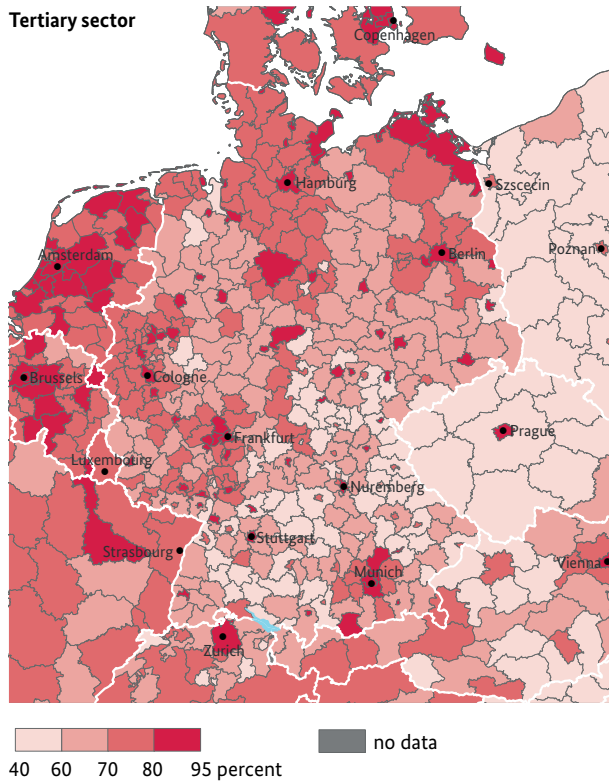 Tertiary sector
Copenhagen
Hamburg
Szscecin
Amsterdam
Berlin
Poznan
Brussels
Cologne
Prague
Frankfurt
Luxembourg
Nuremberg
Stuttgart
Strasbourg
Munich
Vienna
Zurich
no data
40 60 70 80 95 percent